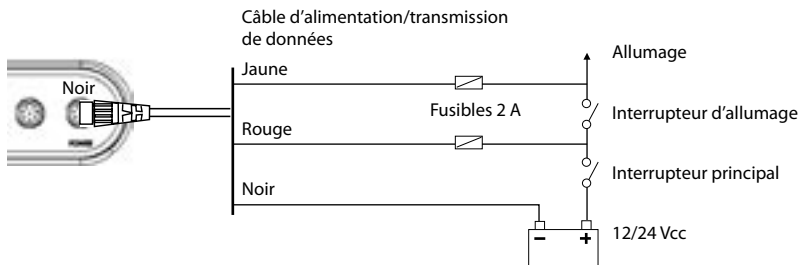 Câble d'alimentation/transmission
de données
Jaune
Allumage
Noir
Fusibles 2 A
Interrupteur d'allumage
Rouge
Interrupteur principal
Noir
12/24 Vcc
- +